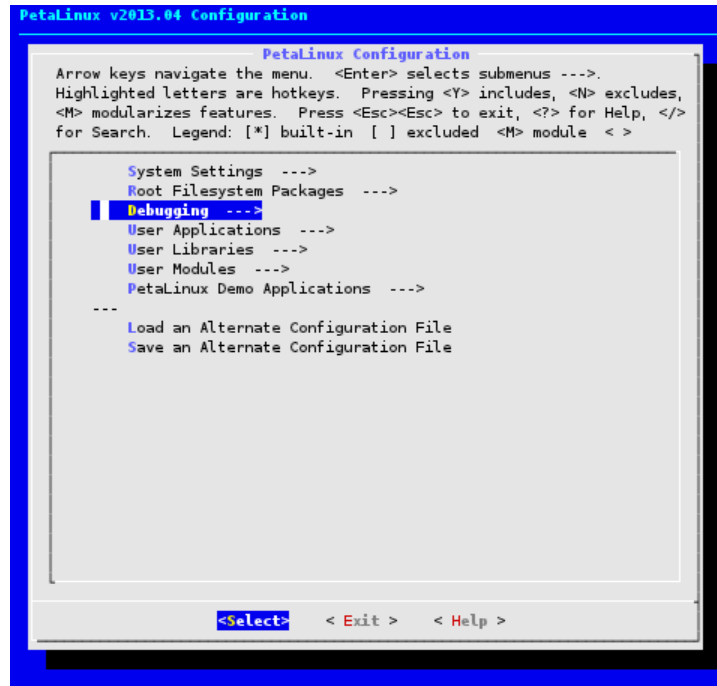 PetaLinux v2013.04 Configuration
PetaLinux Configuration
Arrow keys navigate the menu. <Enter> selects submenus --->.
Highlighted letters are hotkeys. Pressing <Y> includes, <N> excludes,
<M> modularizes features. Press <Esc><Esc> to exit, <?> for Help, </>
for Search. Legend: [*] built-in [ ] excluded <M> module < >
System Settings --->
Root Filesystem Packages --->
Debugging --->
User Applications --->
User Libraries --->
User Modules --->
PetaLinux Demo Applications --->
---
Load an Alternate Configuration File
Save an Alternate Configuration File
<Select> < Exit > < Help >